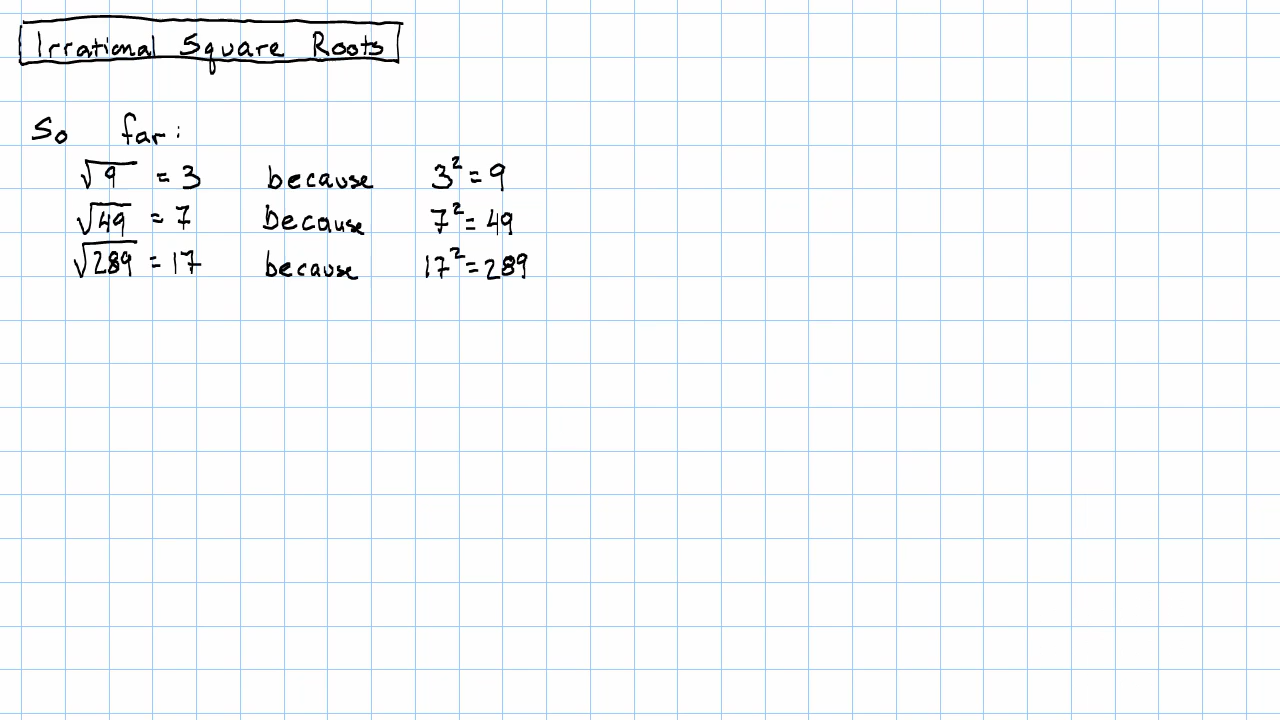 Irrational Square Roots
So far:
√9 = 3 because 3² = 9
√49 = 7 because 7² = 49
√289 = 17 because 17² = 289